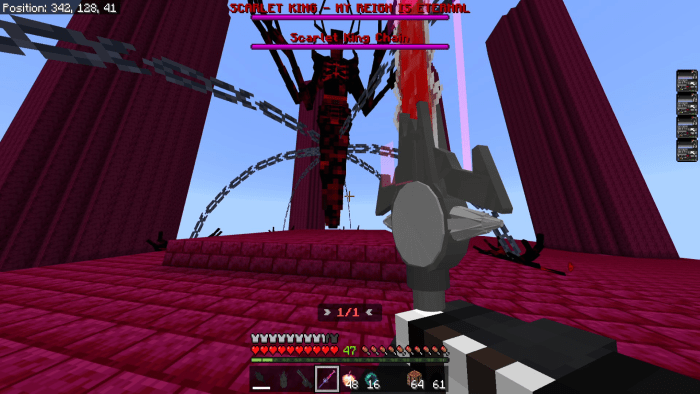 Position: 342, 128, 41
SCARLET KING - MY REIGN IS ETERNAL
Scarlet King Chain
» 1/1 «
47
48 16 64 61